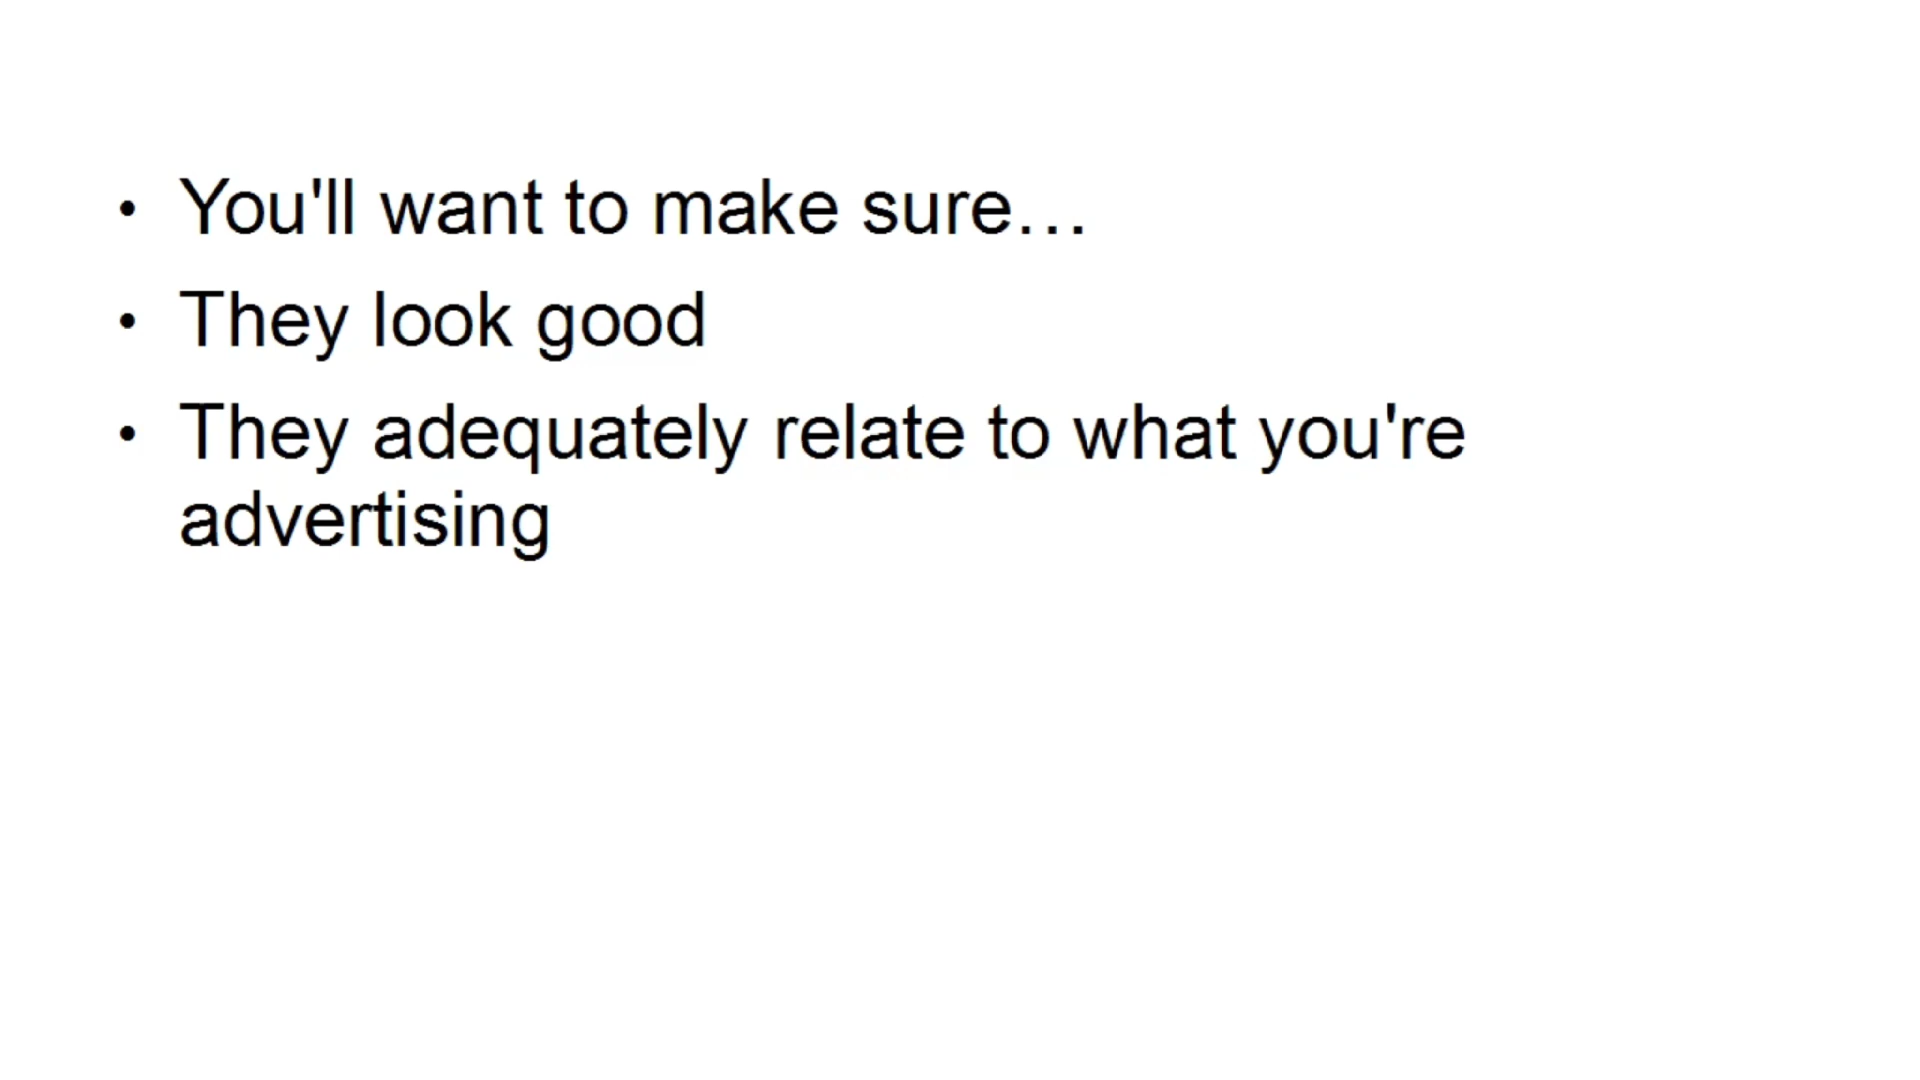 • You'll want to make sure…
• They look good
• They adequately relate to what you're
advertising